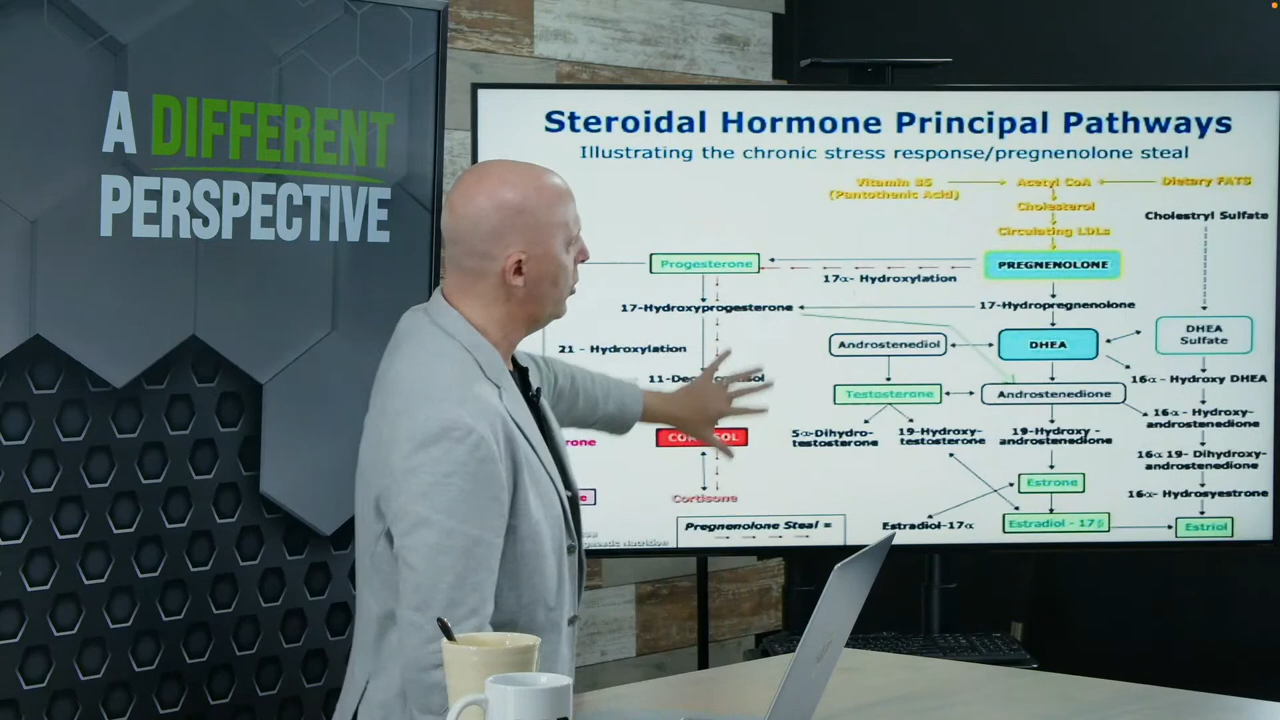 A DIFFERENT
PERSPECTIVE
Steroidal Hormone Principal Pathways
Illustrating the chronic stress response/pregnenolone steal
Vitamin B5
(Pantothenic Acid)
Acetyl CoA
Dietary FATS
Cholesterol
Circulating LDLs
Cholestryl Sulfate
Progesterone
17α- Hydroxylation
PREGNENOLONE
17-Hydroxyprogesterone
17-Hydropregnenolone
21 - Hydroxylation
Androstenediol
DHEA
DHEA
Sulfate
16α - Hydroxy DHEA
Testosterone
Androstenedione
16α - Hydroxy-
androstenedione
CORTISOL
5α-Dihydro-
testosterone
19-Hydroxy-
testosterone
19-Hydroxy -
androstenedione
16α 19- Dihydroxy-
androstenedione
Cortisone
Estrone
16α- Hydrosyestrone
Pregnenolone Steal =
Estradiol-17α
Estradiol - 17β
Estriol
Nutrition